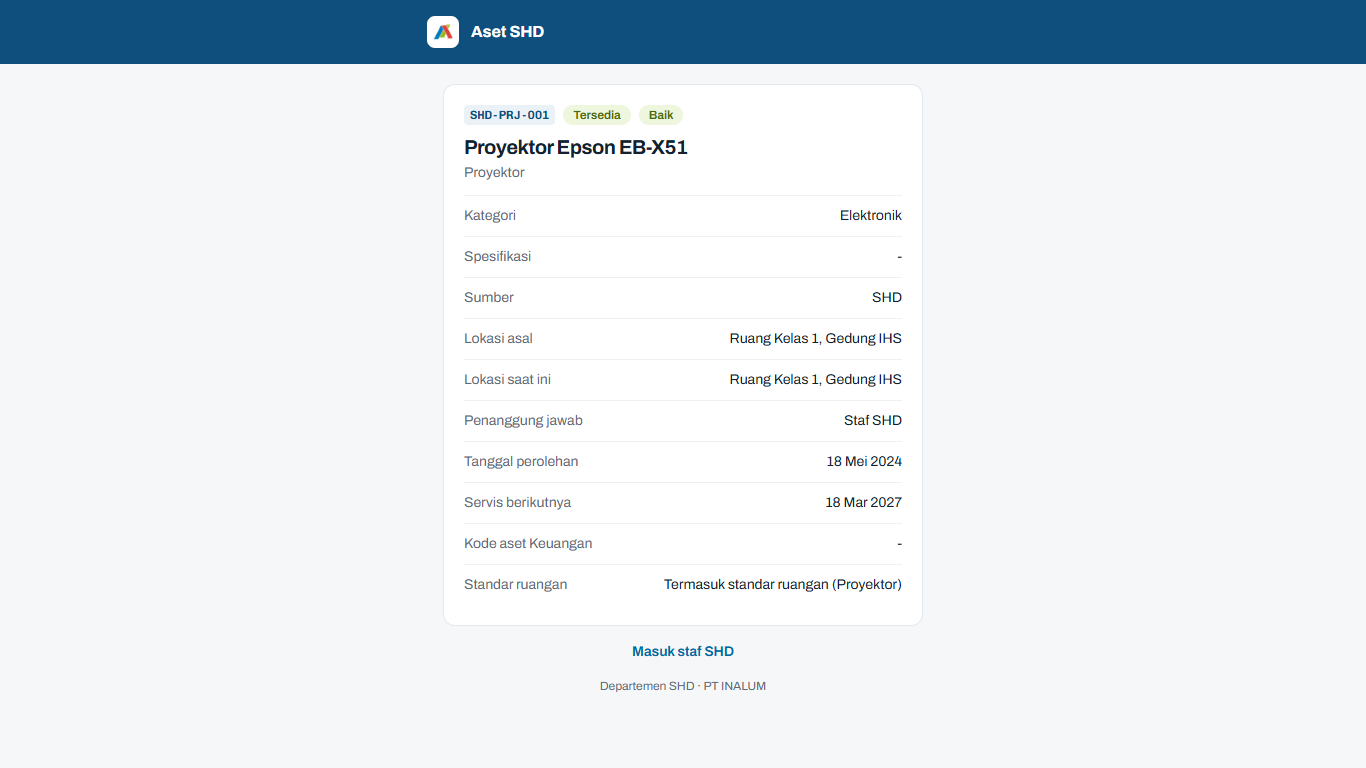 Aset SHD
SHD-PRJ-001 Tersedia Baik
Proyektor Epson EB-X51
Proyektor
Kategori Elektronik
Spesifikasi -
Sumber SHD
Lokasi asal Ruang Kelas 1, Gedung IHS
Lokasi saat ini Ruang Kelas 1, Gedung IHS
Penanggung jawab Staf SHD
Tanggal perolehan 18 Mei 2024
Servis berikutnya 18 Mar 2027
Kode aset Keuangan -
Standar ruangan Termasuk standar ruangan (Proyektor)
Masuk staf SHD
Departemen SHD · PT INALUM